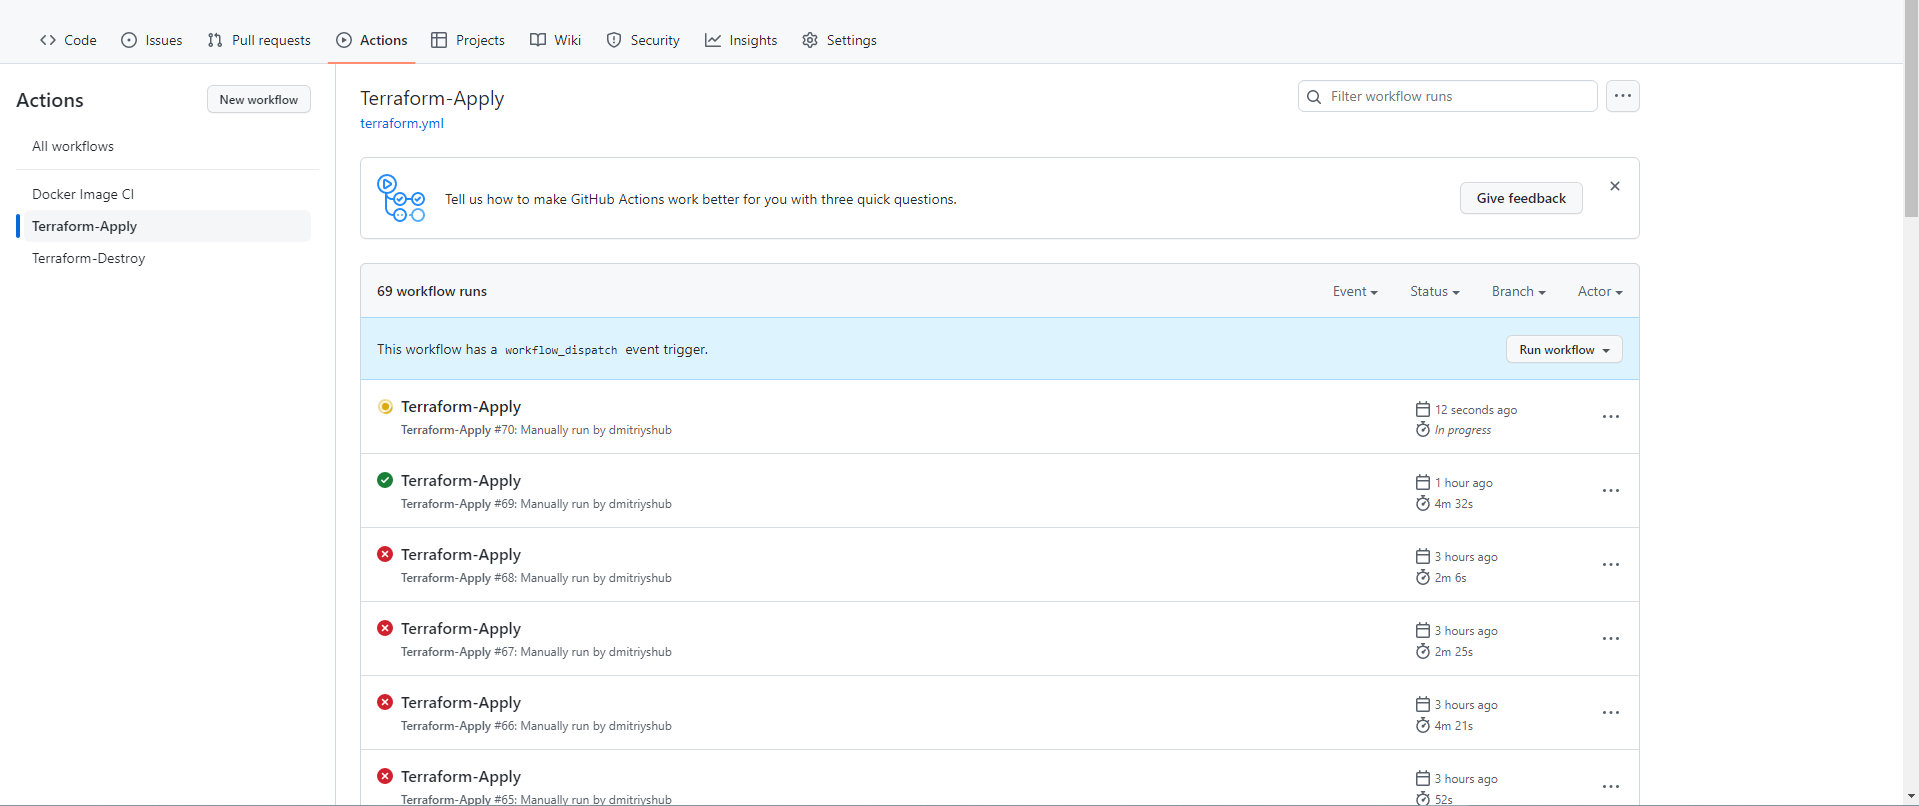 Code Issues Pull requests Actions Projects Wiki Security Insights Settings
Actions
New workflow
All workflows
Docker Image CI
Terraform-Apply
Terraform-Destroy
Terraform-Apply
terraform.yml
Filter workflow runs
Tell us how to make GitHub Actions work better for you with three quick questions.
Give feedback
69 workflow runs
Event Status Branch Actor
This workflow has a workflow_dispatch event trigger.
Run workflow
Terraform-Apply
Terraform-Apply #70: Manually run by dmitriyshub
12 seconds ago
In progress
Terraform-Apply
Terraform-Apply #69: Manually run by dmitriyshub
1 hour ago
4m 32s
Terraform-Apply
Terraform-Apply #68: Manually run by dmitriyshub
3 hours ago
2m 6s
Terraform-Apply
Terraform-Apply #67: Manually run by dmitriyshub
3 hours ago
2m 25s
Terraform-Apply
Terraform-Apply #66: Manually run by dmitriyshub
3 hours ago
4m 21s
Terraform-Apply
Terraform-Apply #65: Manually run by dmitriyshub
3 hours ago
52s